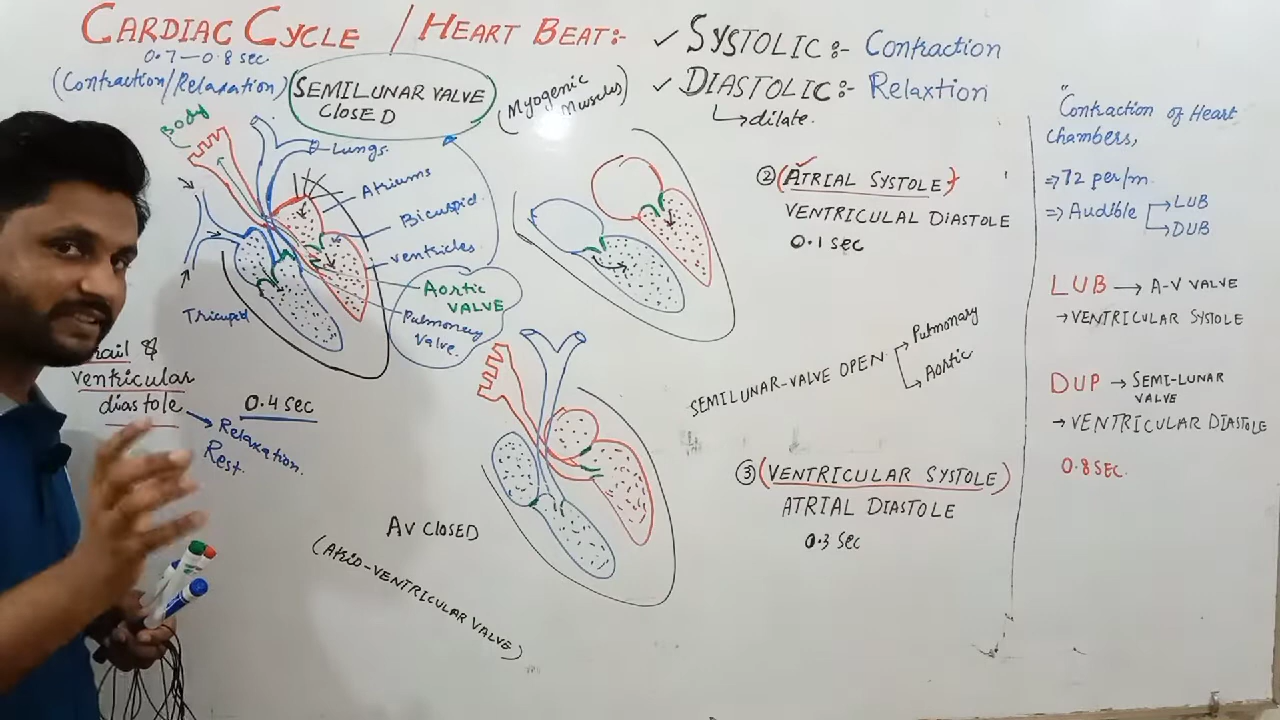 CARDIAC CYCLE / HEART BEAT:-
0.7-0.8 sec
(Contraction/Relaxation)
SEMILUNAR VALVE
CLOSED
(Myogenic
Muscles)
✓ SYSTOLIC:- Contraction
✓ DIASTOLIC:- Relaxtion
↳dilate.
Body
Lungs
Atriums
Bicuspid
Ventricles
Aortic
VALVE
Pulmonary
Valve.
Tricuspid
rail &
ventricular
diastole
0.4 sec
Relaxation
Rest.
② (ATRIAL SYSTOLE)
VENTRICULAL DIASTOLE
0.1 sec
SEMILUNAR-VALVE OPEN
→Pulmonary
→Aortic
③ (VENTRICULAR SYSTOLE)
ATRIAL DIASTOLE
0.3 sec
AV CLOSED
(Atrio-VENTRICULAR VALVE)
"Contraction of Heart
Chambers,
⇒72 per/m.
⇒ Audible →LUB
→DUB
LUB → A-V VALVE
→VENTRICULAR SYSTOLE
DUP → SEMI-LUNAR
VALVE
→ VENTRICULAR DIASTOLE
0.8 SEC.